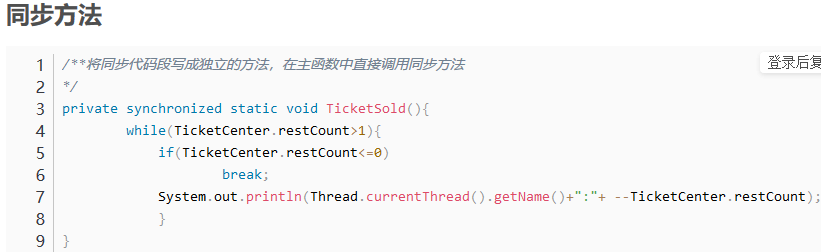 同步方法
登录后复
1 /**将同步代码段写成独立的方法，在主函数中直接调用同步方法
2 */
3 private synchronized static void TicketSold(){
4         while(TicketCenter.restCount>1){
5             if(TicketCenter.restCount<=0)
6                     break;
7             System.out.println(Thread.currentThread().getName()+":"+ --TicketCenter.restCount);
8             }
9 }